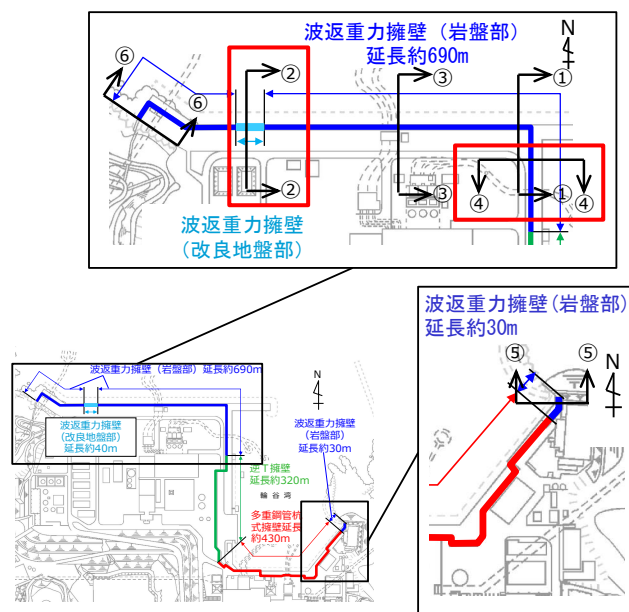 波返重力擁壁（岩盤部）
延長約690m
N
⑥
⑥
②
②
③
③
①
①
④
④
波返重力擁壁
（改良地盤部）
波返重力擁壁（岩盤部）
延長約30m
⑤
⑤
N
波返重力擁壁（岩盤部）延長約690m
N
波返重力擁壁
（改良地盤部）
延長約40m
波返重力擁壁
（岩盤部）
延長約30m
逆T擁壁
延長約320m
輪谷湾
多重鋼管杭
式擁壁延長
約430m